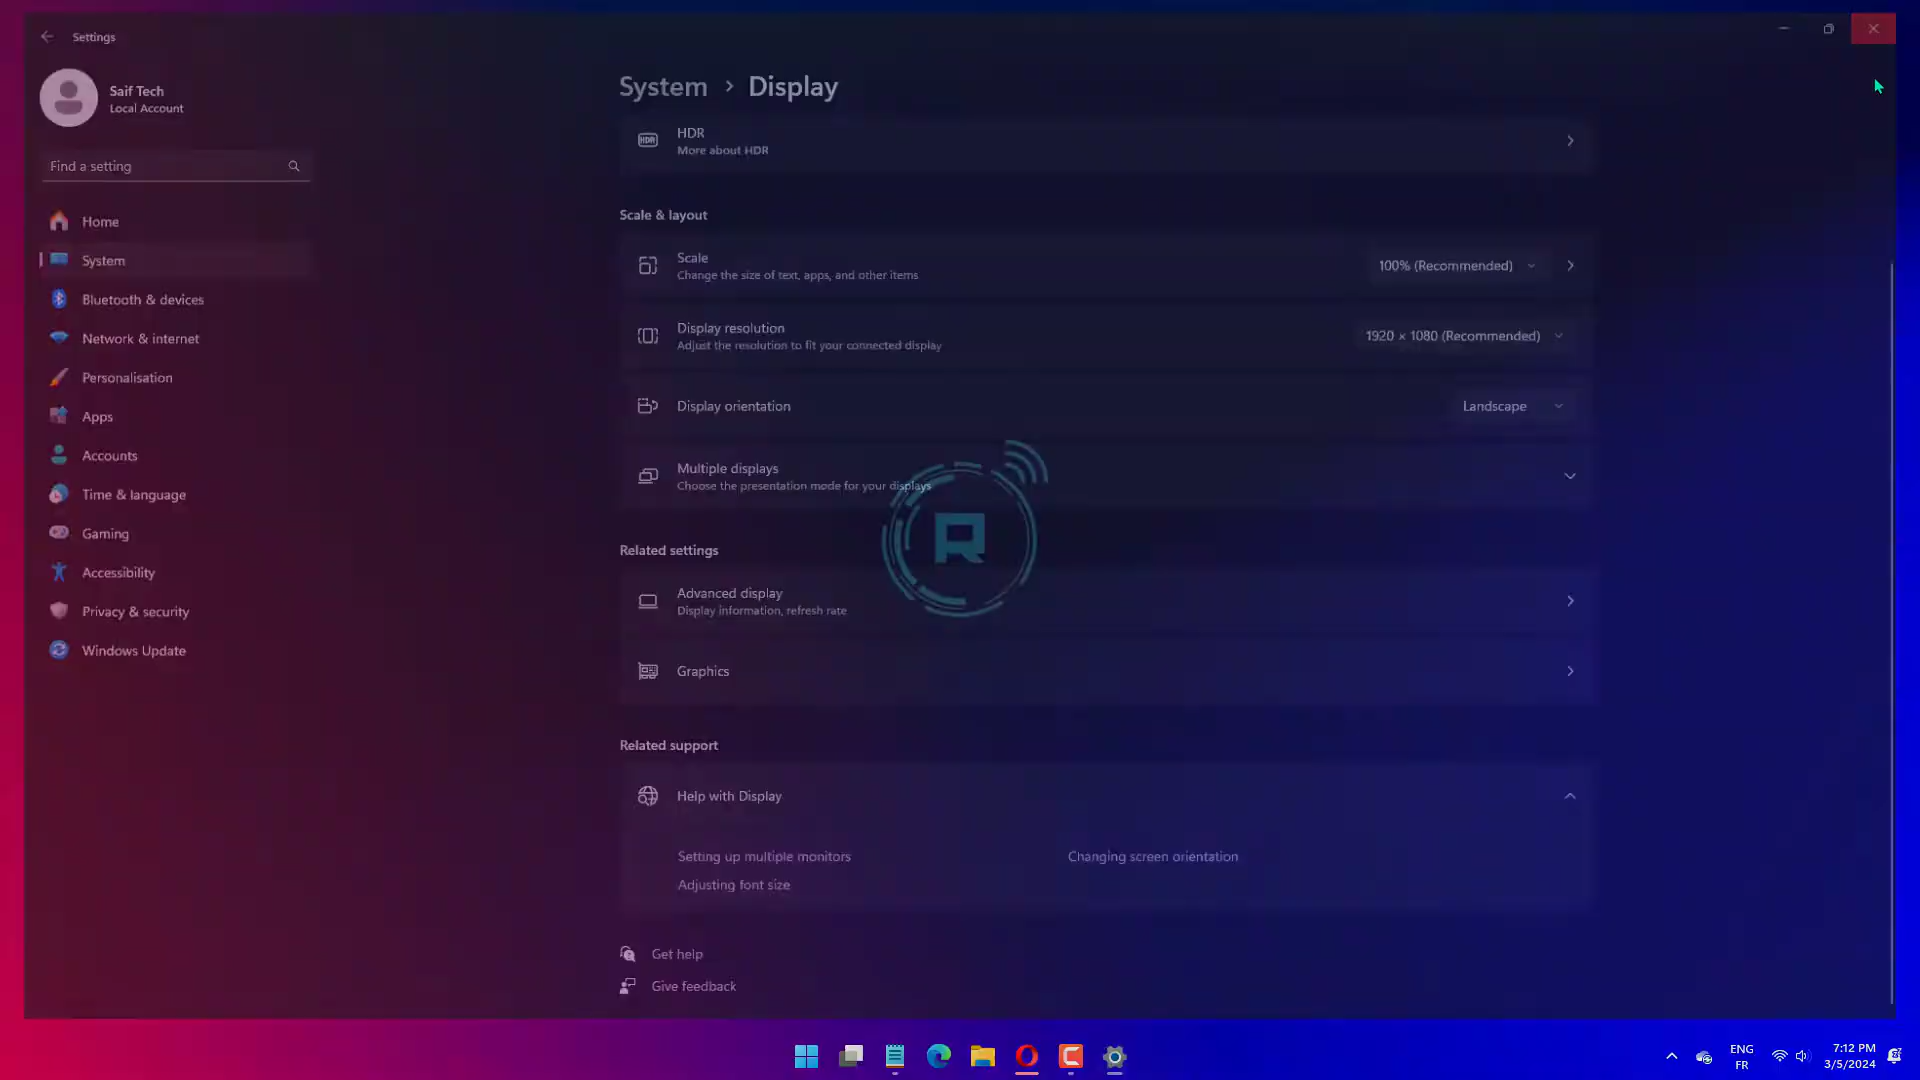 Settings
Saif Tech
Local Account
Find a setting
Home
System
Bluetooth & devices
Network & internet
Personalisation
Apps
Accounts
Time & language
Gaming
Accessibility
Privacy & security
Windows Update
System > Display
HDR
HDR
More about HDR
Scale & layout
Scale
Change the size of text, apps, and other items
100% (Recommended)
Display resolution
Adjust the resolution to fit your connected display
1920 × 1080 (Recommended)
Display orientation
Landscape
Multiple displays
Choose the presentation mode for your displays
R
Related settings
Advanced display
Display information, refresh rate
Graphics
Related support
Help with Display
Setting up multiple monitors
Changing screen orientation
Adjusting font size
Get help
Give feedback
ENG
FR
7:12 PM
3/5/2024